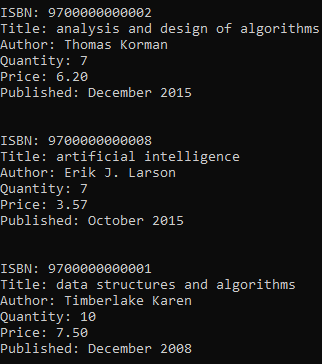 ISBN: 9700000000002
Title: analysis and design of algorithms
Author: Thomas Korman
Quantity: 7
Price: 6.20
Published: December 2015
ISBN: 9700000000008
Title: artificial intelligence
Author: Erik J. Larson
Quantity: 7
Price: 3.57
Published: October 2015
ISBN: 9700000000001
Title: data structures and algorithms
Author: Timberlake Karen
Quantity: 10
Price: 7.50
Published: December 2008